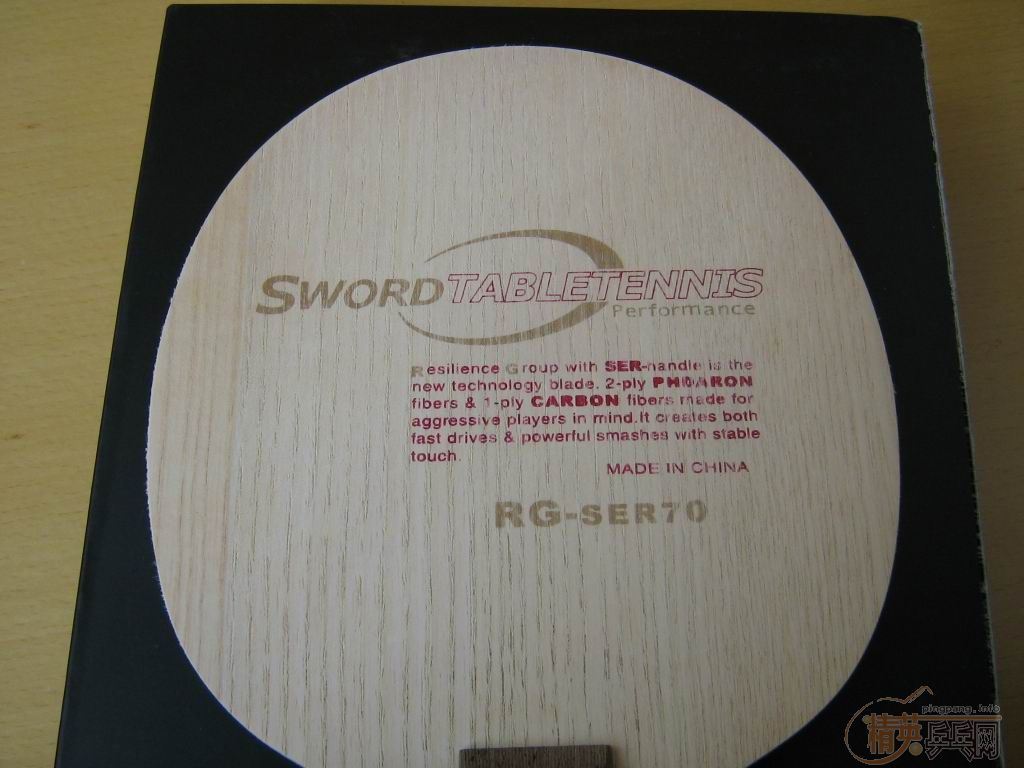 SWORD TABLETENNIS
Performance
Resilience Group with SER-handle is the
new technology blade. 2-ply PHOARON
fibers & 1-ply CARBON fibers made for
aggressive players in mind.It creates both
fast drives & powerful smashes with stable
touch.
MADE IN CHINA
RG-SER70
pingpang.info
精英乒乓网